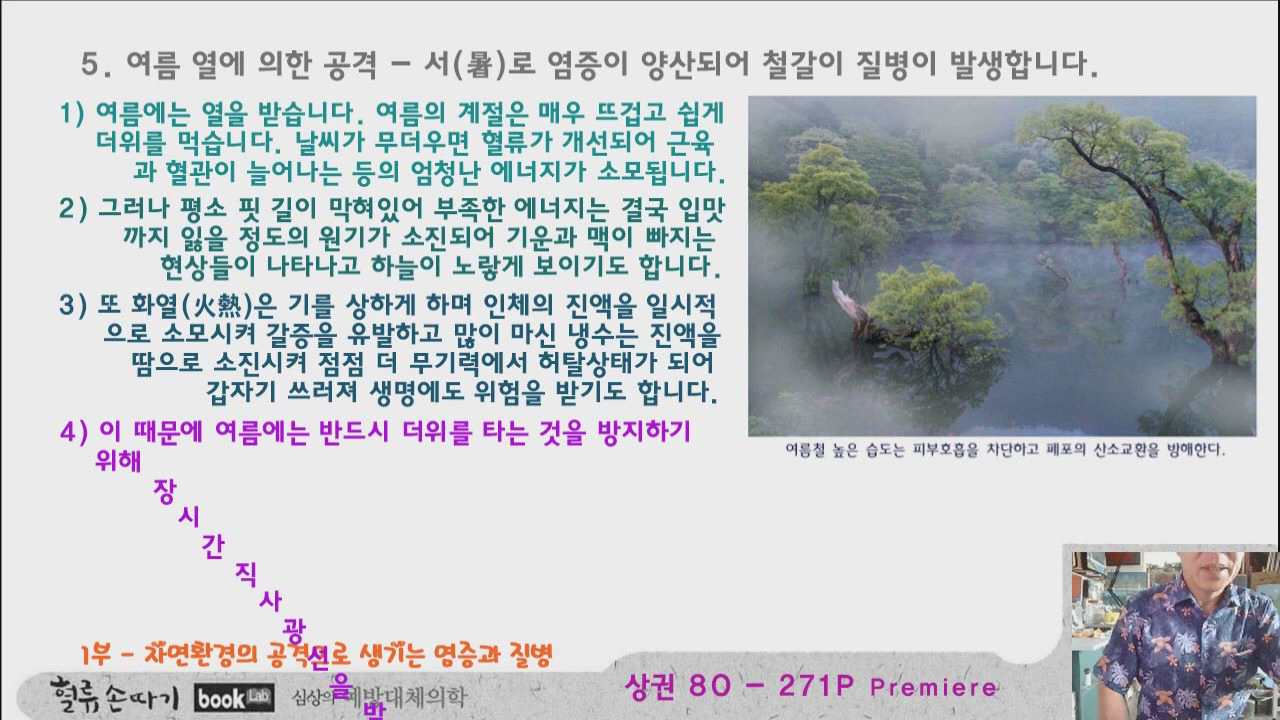 5. 여름 열에 의한 공격 - 서(暑)로 염증이 양산되어 철갈이 질병이 발생합니다.
1) 여름에는 열을 받습니다. 여름의 계절은 매우 뜨겁고 쉽게
더위를 먹습니다. 날씨가 무더우면 혈류가 개선되어 근육
과 혈관이 늘어나는 등의 엄청난 에너지가 소모됩니다.
2) 그러나 평소 핏 길이 막혀있어 부족한 에너지는 결국 입맛
까지 잃을 정도의 원기가 소진되어 기운과 맥이 빠지는
현상들이 나타나고 하늘이 노랗게 보이기도 합니다.
3) 또 화열(火熱)은 기를 상하게 하며 인체의 진액을 일시적
으로 소모시켜 갈증을 유발하고 많이 마신 냉수는 진액을
땀으로 소진시켜 점점 더 무기력에서 허탈상태가 되어
갑자기 쓰러져 생명에도 위험을 받기도 합니다.
4) 이 때문에 여름에는 반드시 더위를 타는 것을 방지하기
위해
장시간 직사광선을 받
여름철 높은 습도는 피부호흡을 차단하고 폐포의 산소교환을 방해한다.
1부 - 자연환경의 공격으로 생기는 염증과 질병
혈류 손따기 book Lab 심상의 예방대체의학
상권 80 - 271P Premiere